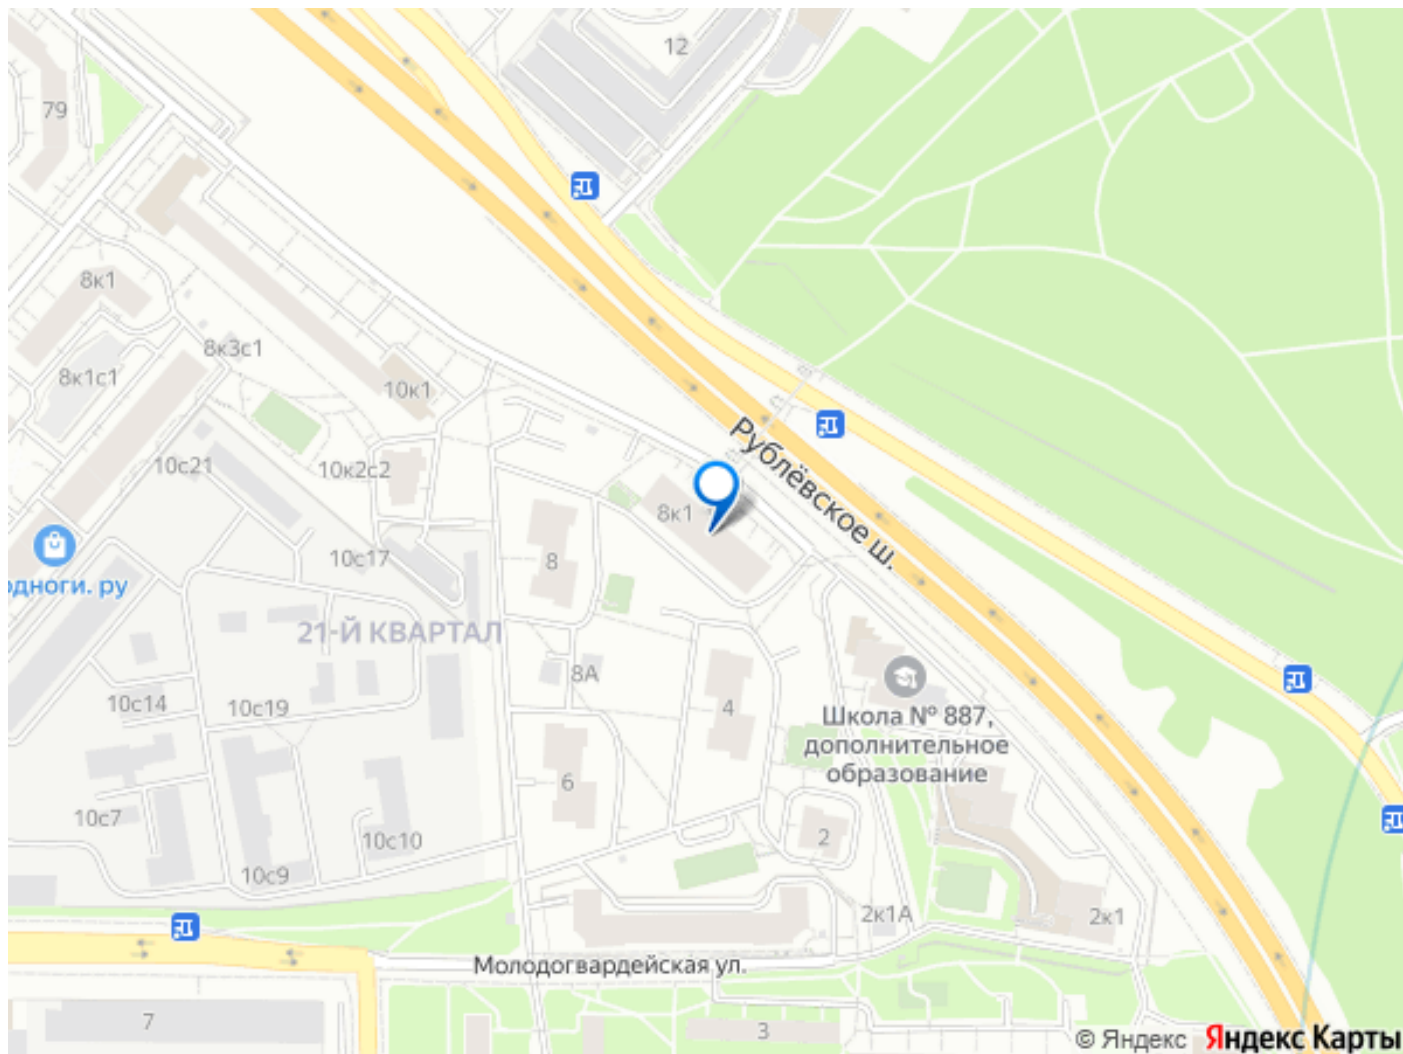 12
79
8к1
8к3с1
8к1с1
10к1
10с21
10к2с2
8к1
Рублёвское ш.
10с17
8
одноги. ру
21-Й КВАРТАЛ
8А
10с14
10с19
4
Школа № 887,
дополнительное
образование
6
10с7
10с10
2
10с9
2к1А
2к1
Молодогвардейская ул.
7
3
© Яндекс Яндекс Карты